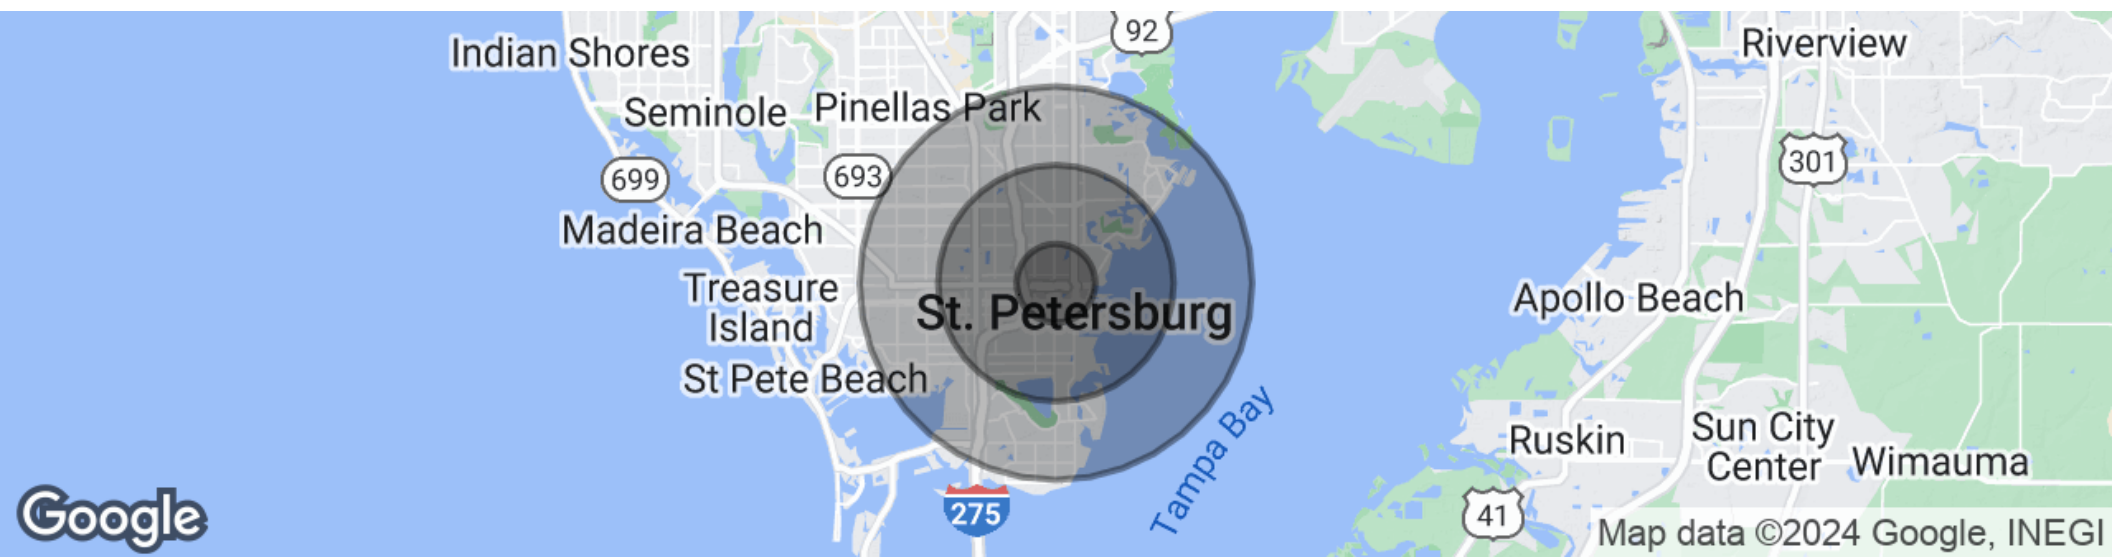 92
Indian Shores
Riverview
Seminole
Pinellas Park
301
699
693
Madeira Beach
Treasure
Island
St. Petersburg
Apollo Beach
St Pete Beach
Tampa Bay
Ruskin
Sun City
Center
Wimauma
Google
275
41
Map data ©2024 Google, INEGI